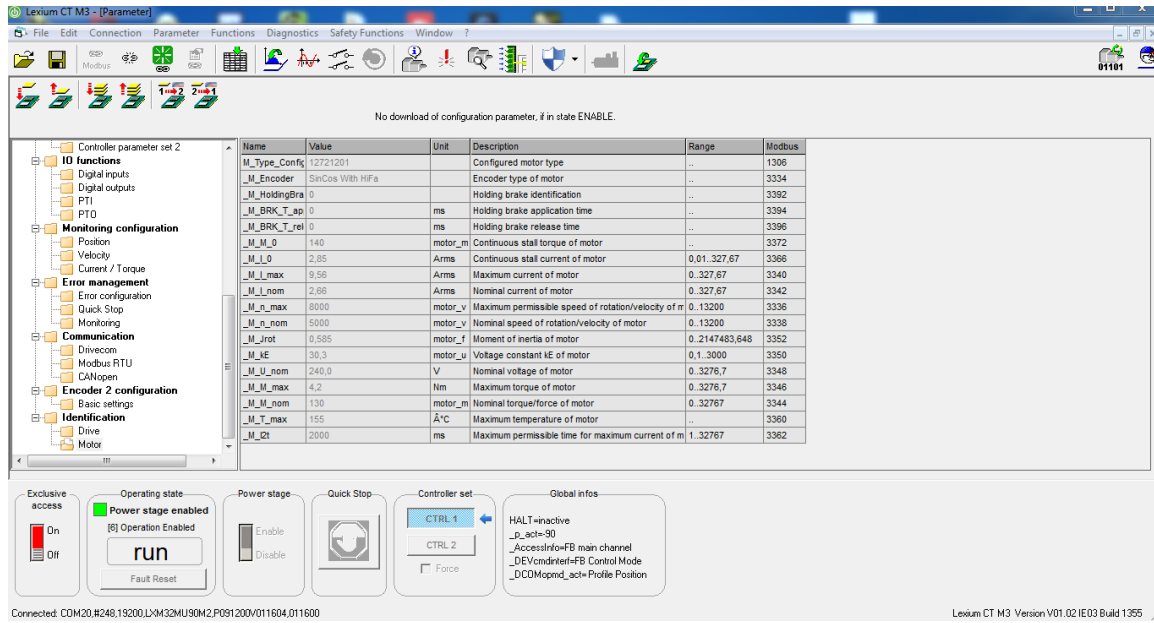 Lexium CT M3 - [Parameter]
File Edit Connection Parameter Functions Diagnostics Safety Functions Window ?
Modbus
01101
1 2 2 1
No download of configuration parameter, if in state ENABLE.
Controller parameter set 2
IO functions
Digital inputs
Digital outputs
PTI
PTO
Monitoring configuration
Position
Velocity
Current / Torque
Error management
Error configuration
Quick Stop
Monitoring
Communication
Drivecom
Modbus RTU
CANopen
Encoder 2 configuration
Basic settings
Identification
Drive
Motor
Name Value Unit Description Range Modbus
M_Type_Config 12721201 Configured motor type .. 1306
_M_Encoder SinCos With HiFa Encoder type of motor .. 3334
_M_HoldingBra 0 Holding brake identification .. 3392
_M_BRK_T_ap 0 ms Holding brake application time .. 3394
_M_BRK_T_rel 0 ms Holding brake release time .. 3396
_M_M_0 140 motor_m Continuous stall torque of motor .. 3372
_M_I_0 2,85 Arms Continuous stall current of motor 0,01..327,67 3366
_M_I_max 9,56 Arms Maximum current of motor 0..327,67 3340
_M_I_nom 2,66 Arms Nominal current of motor 0..327,67 3342
_M_n_max 8000 motor_v Maximum permissible speed of rotation/velocity of m 0..13200 3336
_M_n_nom 5000 motor_v Nominal speed of rotation/velocity of motor 0..13200 3338
_M_Jrot 0,585 motor_f Moment of inertia of motor 0..2147483,648 3352
_M_kE 30,3 motor_u Voltage constant kE of motor 0,1..3000 3350
_M_U_nom 240,0 V Nominal voltage of motor 0..3276,7 3348
_M_M_max 4,2 Nm Maximum torque of motor 0..3276,7 3346
_M_M_nom 130 motor_m Nominal torque/force of motor 0..32767 3344
_M_T_max 155 Â°C Maximum temperature of motor .. 3360
_M_I2t 2000 ms Maximum permissible time for maximum current of m 1..32767 3362
Exclusive access
On
Off
Operating state
Power stage enabled
[6] Operation Enabled
run
Fault Reset
Power stage
Enable
Disable
Quick Stop
Controller set
CTRL 1
CTRL 2
Force
Global infos
HALT=inactive
_p_act=-90
_AccessInfo=FB main channel
_DEVcmdinterf=FB Control Mode
_DCOMopmd_act= Profile Position
Connected: COM20,#248,19200,LXM32MU90M2,P091200V011604,011600
Lexium CT M3 Version V01.02 IE03 Build 1355